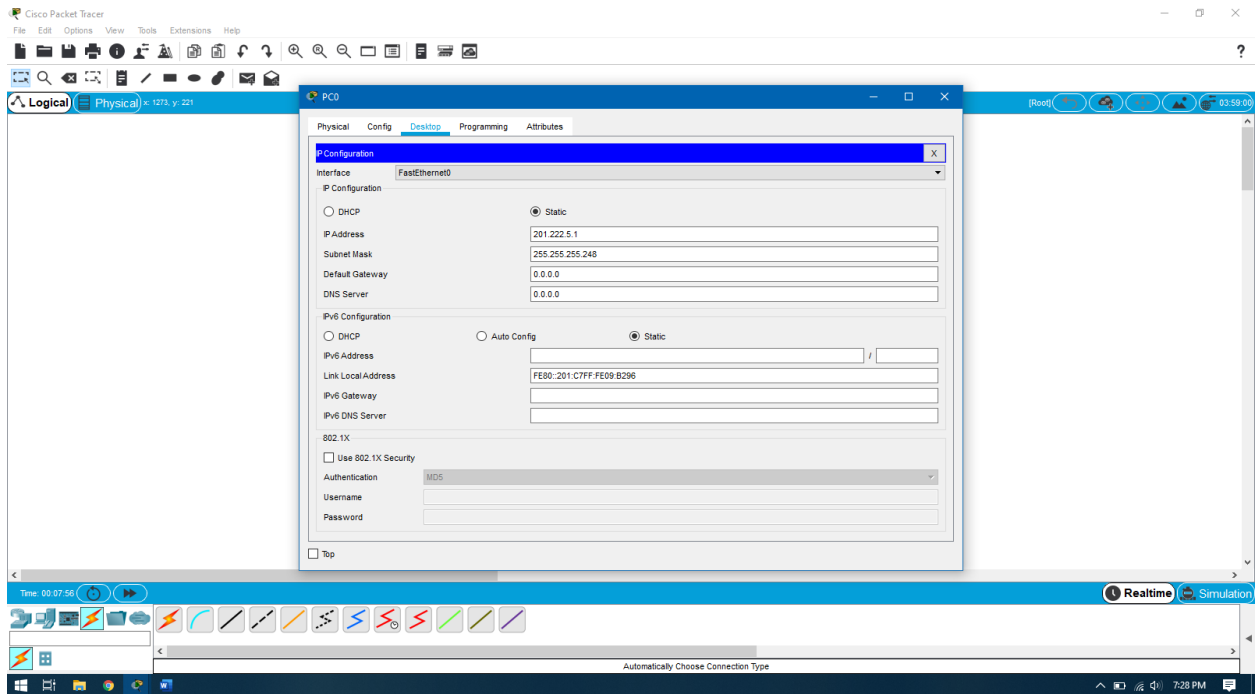 Cisco Packet Tracer
File Edit Options View Tools Extensions Help
?
Logical Physical x: 1273, y: 221 [Root] 03:59:00
PC0
Physical Config Desktop Programming Attributes
IP Configuration X
Interface FastEthernet0
IP Configuration
DHCP Static
IP Address 201.222.5.1
Subnet Mask 255.255.255.248
Default Gateway 0.0.0.0
DNS Server 0.0.0.0
IPv6 Configuration
DHCP Auto Config Static
IPv6 Address /
Link Local Address FE80::201:C7FF:FE09:B296
IPv6 Gateway
IPv6 DNS Server
802.1X
Use 802.1X Security
Authentication MD5
Username
Password
Top
Time: 00:07:56 Realtime Simulation
Automatically Choose Connection Type
7:28 PM